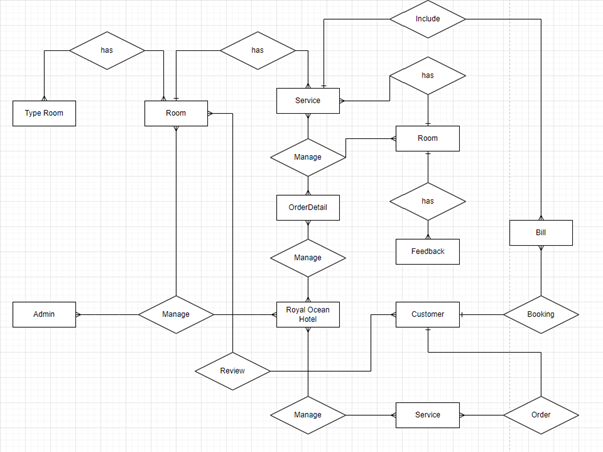 Include
has
has
has
Type Room
Room
Service
Room
Manage
has
OrderDetail
Bill
Feedback
Manage
Admin
Manage
Royal Ocean
Hotel
Customer
Booking
Review
Manage
Service
Order